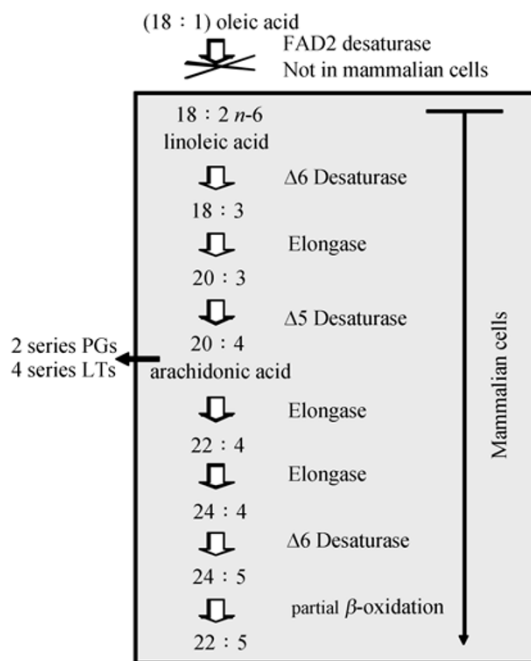 (18 : 1) oleic acid
FAD2 desaturase
Not in mammalian cells
18 : 2 n-6
linoleic acid
Δ6 Desaturase
18 : 3
Elongase
20 : 3
Δ5 Desaturase
20 : 4
arachidonic acid
2 series PGs
4 series LTs
Elongase
22 : 4
Elongase
24 : 4
Δ6 Desaturase
24 : 5
partial β-oxidation
22 : 5
Mammalian cells